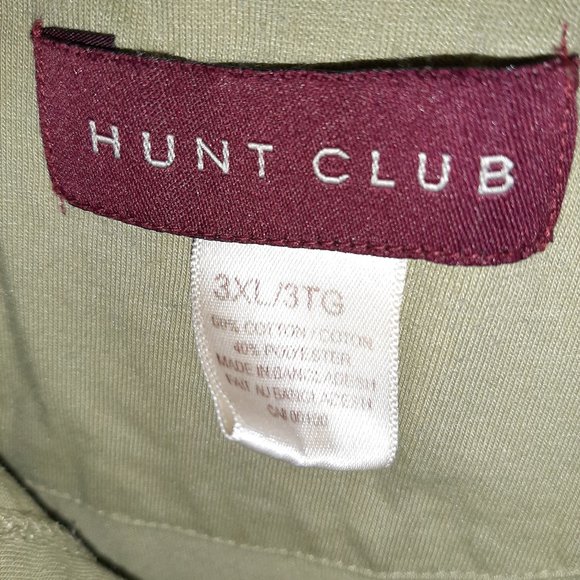 HUNT CLUB
3XL/3TG
60% COTTON / COTON
40% POLYESTER
MADE IN BANGLADESH
FAIT AU BANGLADESH